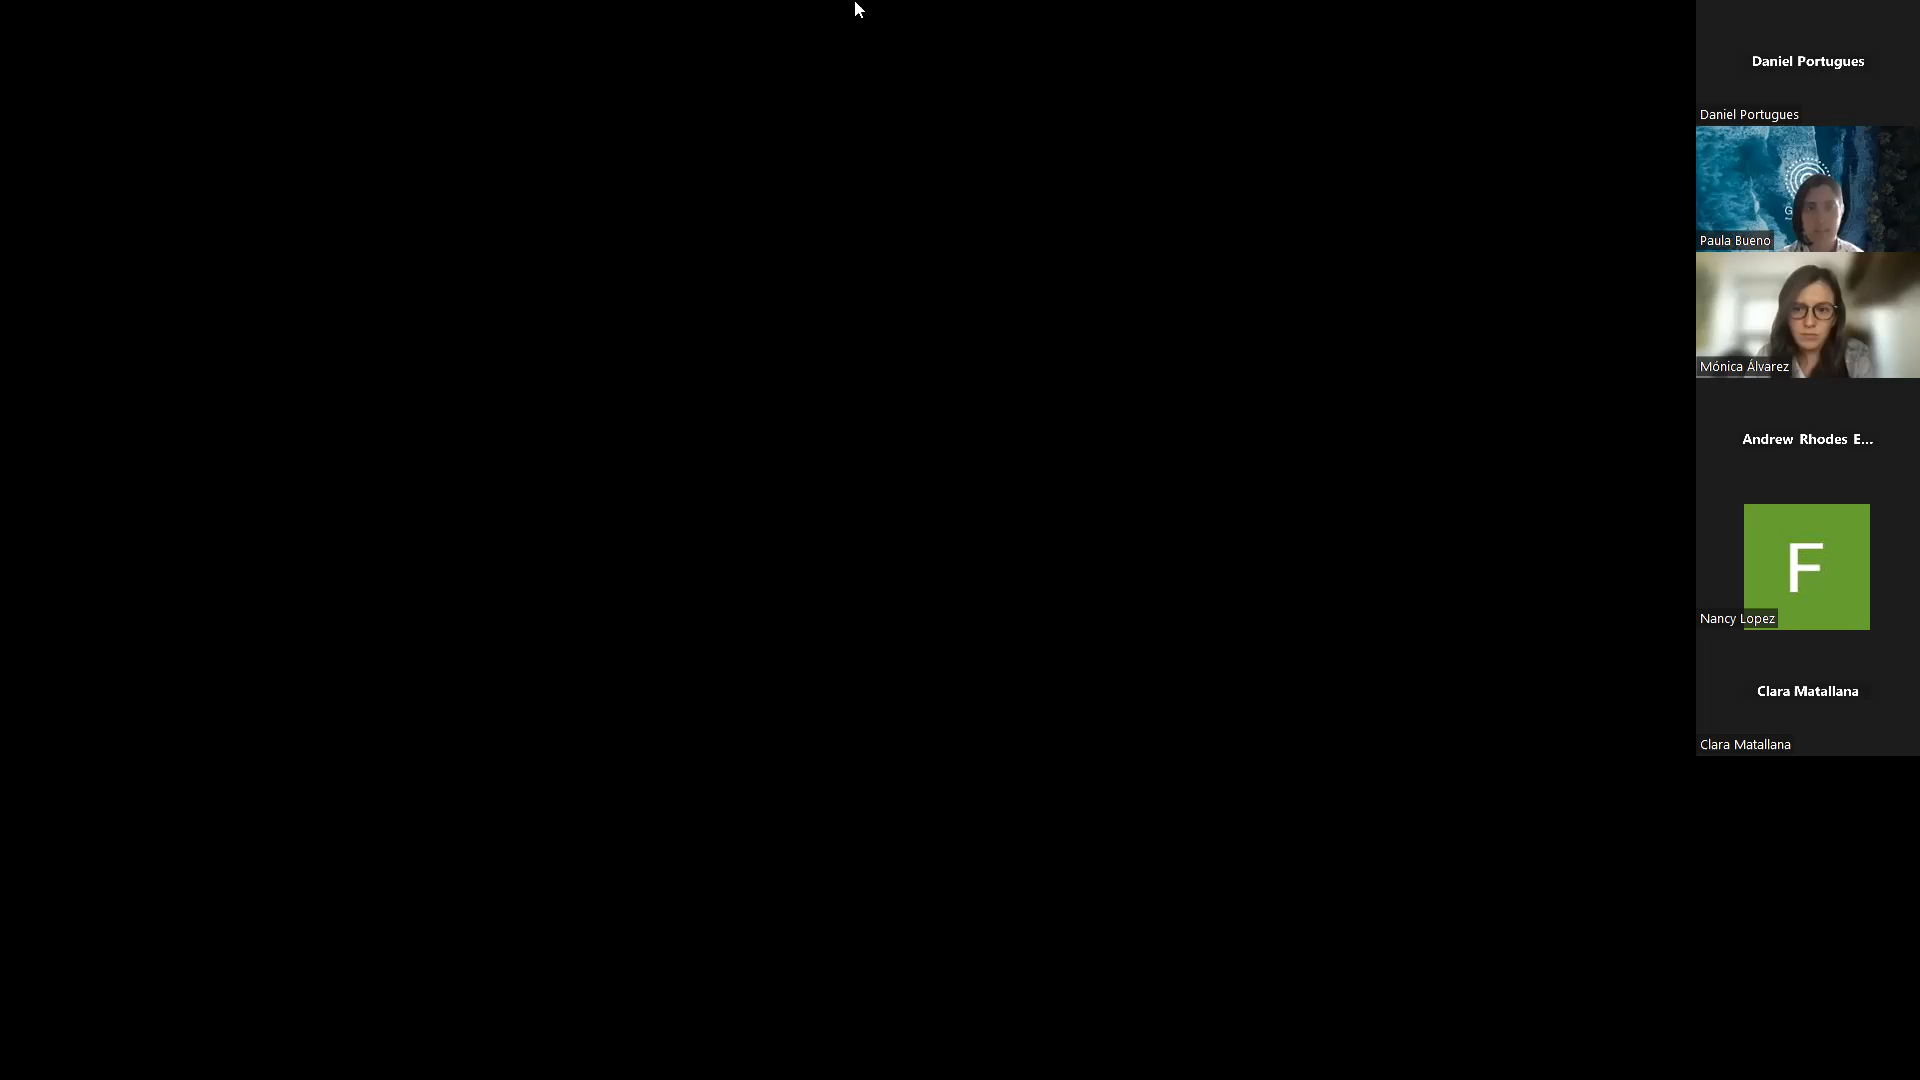 Daniel Portugues
Daniel Portugues
G
Paula Bueno
Mónica Álvarez
Andrew Rhodes E...
F
Nancy Lopez
Clara Matallana
Clara Matallana